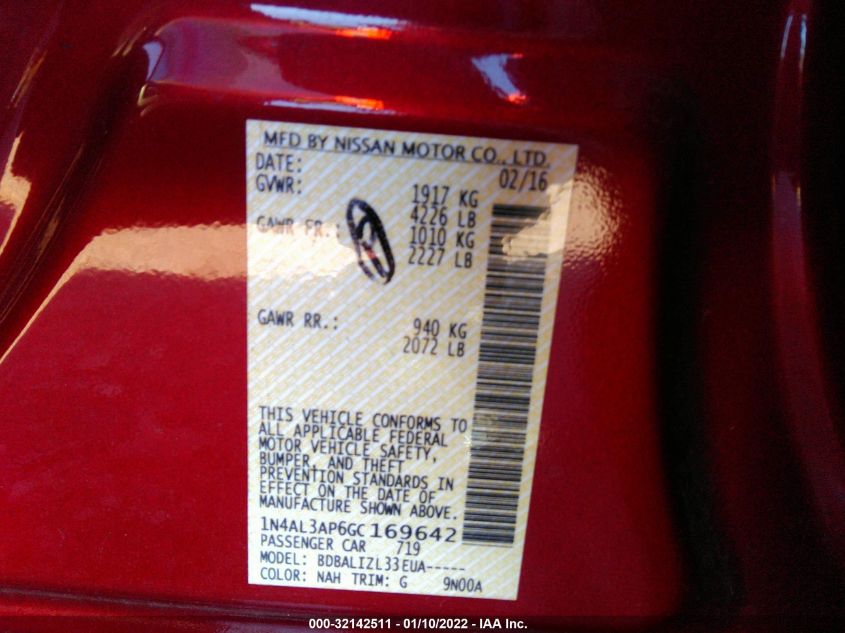 MFD BY NISSAN MOTOR CO., LTD.
DATE: 02/16
GVWR: 1917 KG
4226 LB
GAWR FR.: 1010 KG
2227 LB
GAWR RR.: 940 KG
2072 LB
THIS VEHICLE CONFORMS TO
ALL APPLICABLE FEDERAL
MOTOR VEHICLE SAFETY,
BUMPER, AND THEFT
PREVENTION STANDARDS IN
EFFECT ON THE DATE OF
MANUFACTURE SHOWN ABOVE.
1N4AL3AP6GC169642
PASSENGER CAR 719
MODEL: BDBALIZL33EUA-----
COLOR: NAH TRIM: G 9N00A
000-32142511 - 01/10/2022 - IAA Inc.